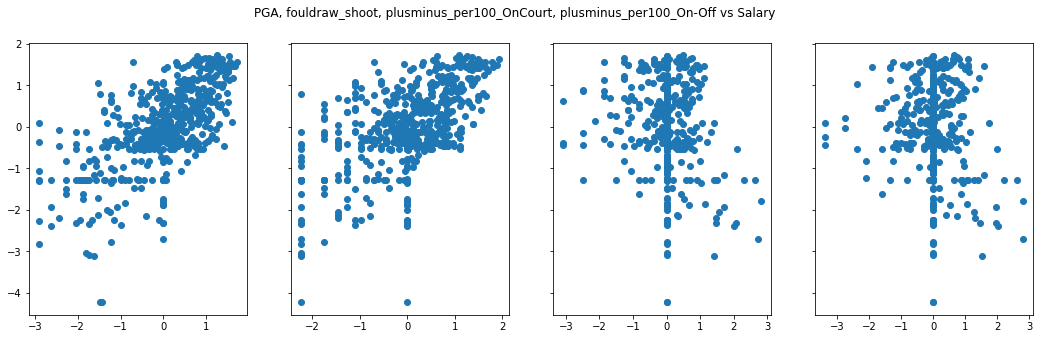 PGA, fouldraw_shoot, plusminus_per100_OnCourt, plusminus_per100_On-Off vs Salary
2
1
0
−1
−2
−3
−4
−3 −2 −1 0 1
−2 −1 0 1 2
−3 −2 −1 0 1 2 3
−3 −2 −1 0 1 2 3